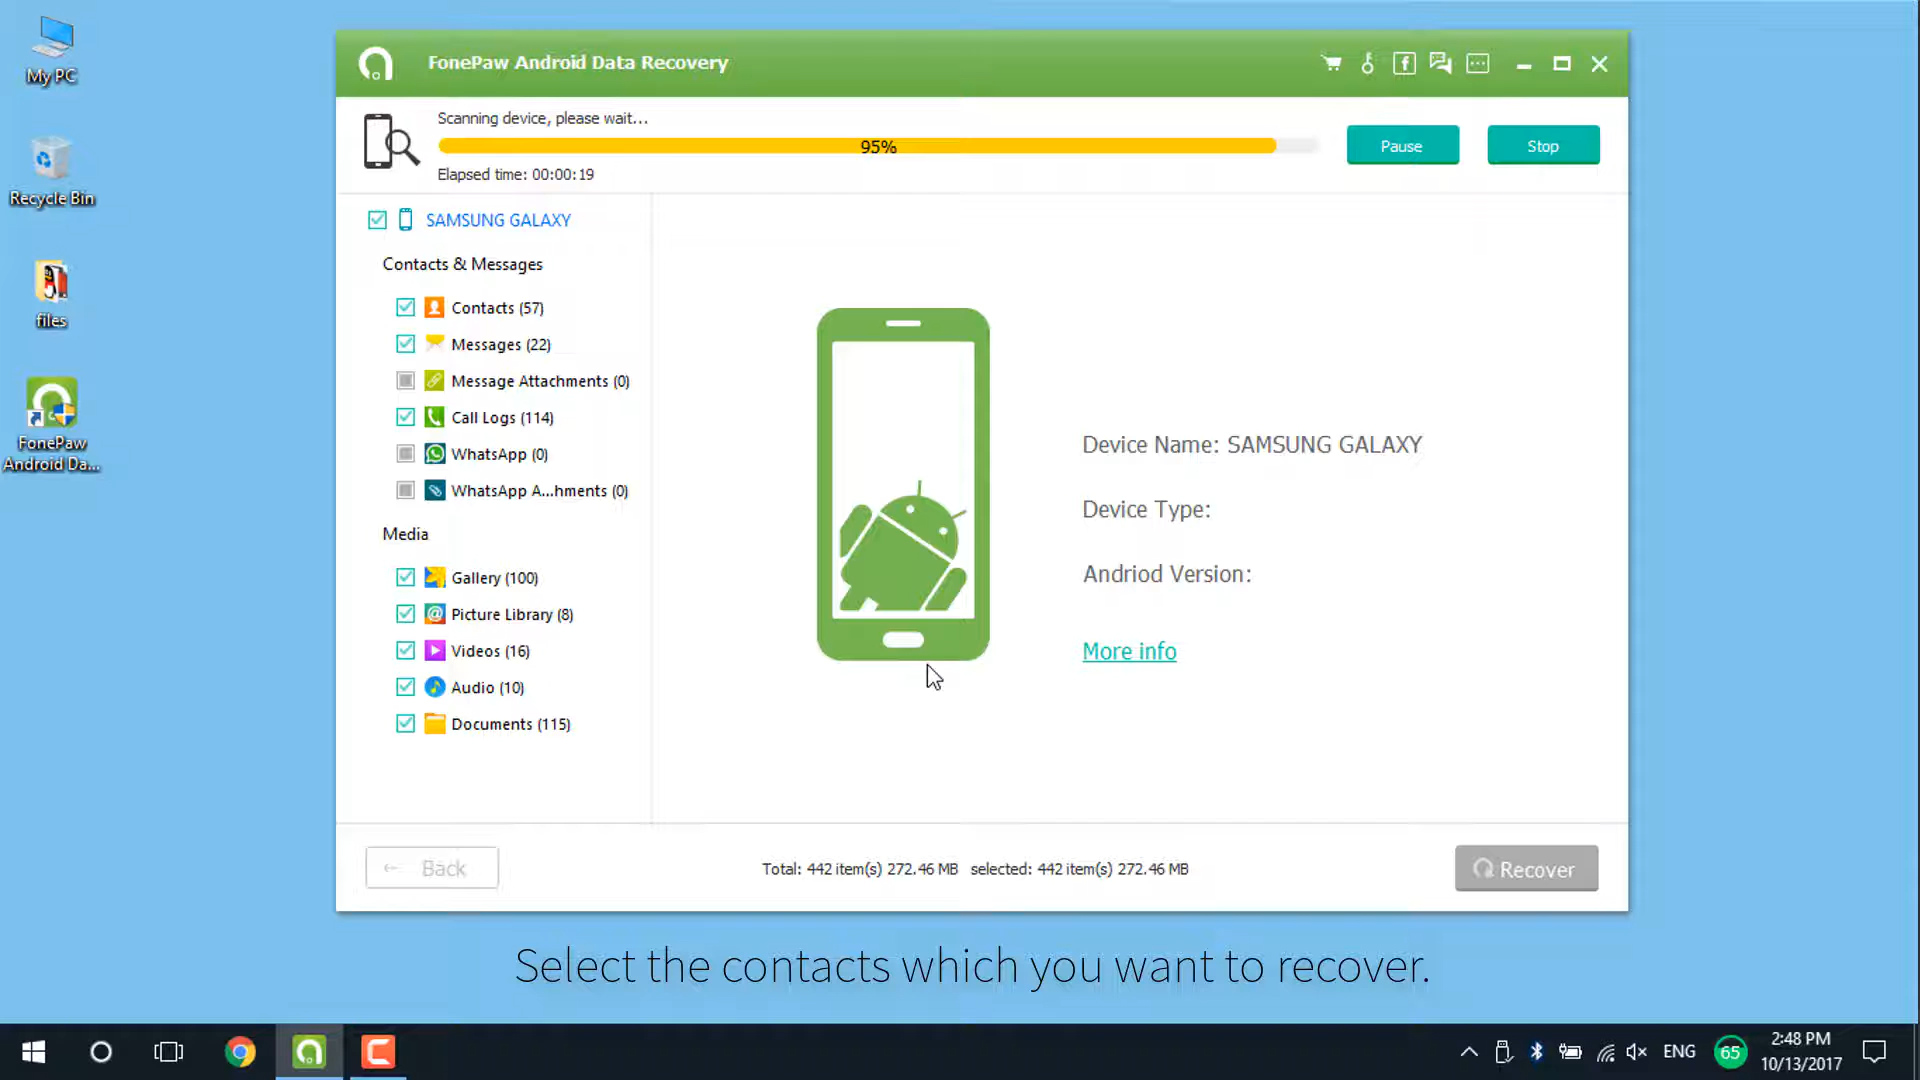 My PC
Recycle Bin
files
FonePaw
Android Da...
FonePaw Android Data Recovery
Scanning device, please wait...
95%
Elapsed time: 00:00:19
Pause
Stop
SAMSUNG GALAXY
Contacts & Messages
Contacts (57)
Messages (22)
Message Attachments (0)
Call Logs (114)
WhatsApp (0)
WhatsApp A...hments (0)
Media
Gallery (100)
Picture Library (8)
Videos (16)
Audio (10)
Documents (115)
Device Name: SAMSUNG GALAXY
Device Type:
Andriod Version:
More info
Back
Total: 442 item(s) 272.46 MB selected: 442 item(s) 272.46 MB
Recover
Select the contacts which you want to recover.
ENG
65
2:48 PM
10/13/2017